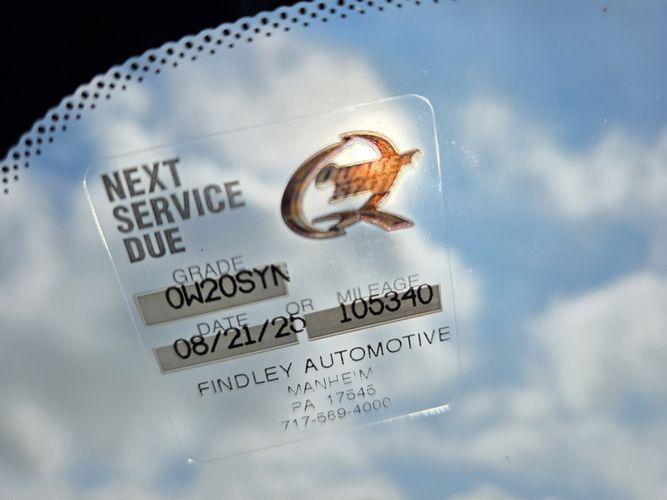 NEXT
SERVICE
DUE
GRADE
0W20SYN
DATE OR MILEAGE
08/21/25 105340
FINDLEY AUTOMOTIVE
MANHEIM
PA 17545
717-569-4000